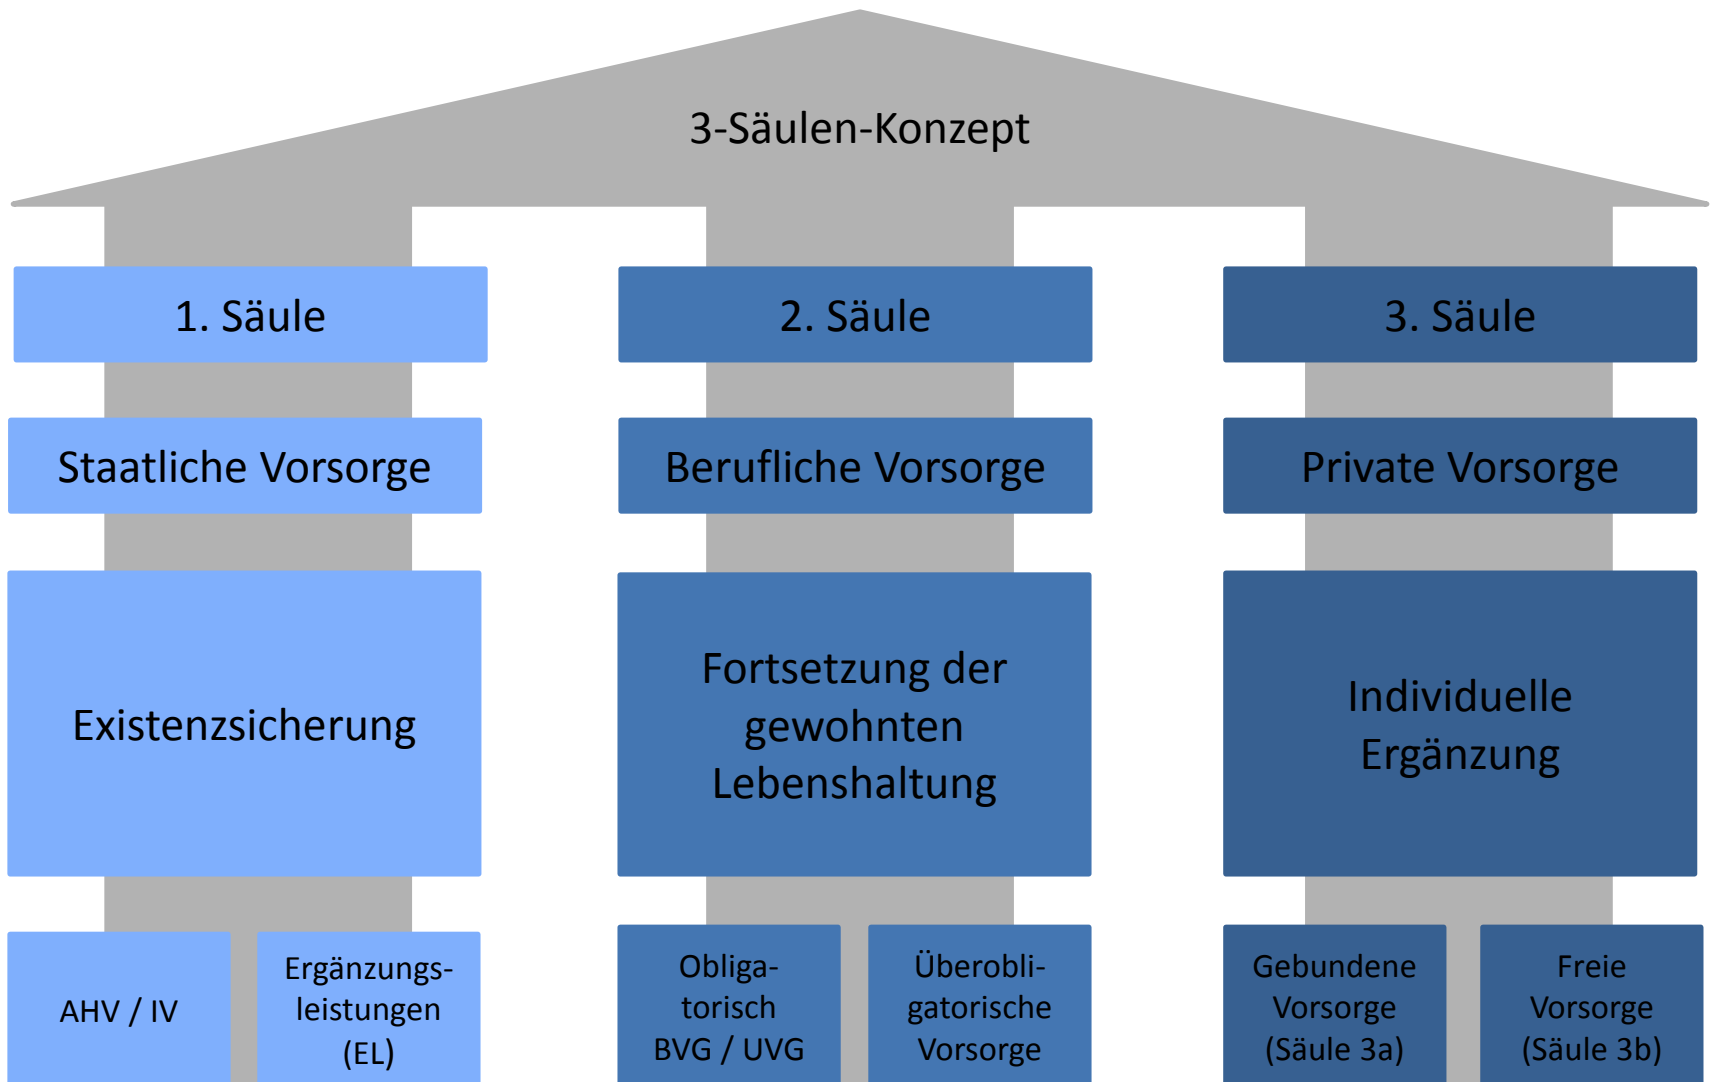 3-Säulen-Konzept
1. Säule
2. Säule
3. Säule
Staatliche Vorsorge
Berufliche Vorsorge
Private Vorsorge
Existenzsicherung
Fortsetzung der
gewohnten
Lebenshaltung
Individuelle
Ergänzung
AHV / IV
Ergänzungs-
leistungen
(EL)
Obliga-
torisch
BVG / UVG
Überobli-
gatorische
Vorsorge
Gebundene
Vorsorge
(Säule 3a)
Freie
Vorsorge
(Säule 3b)